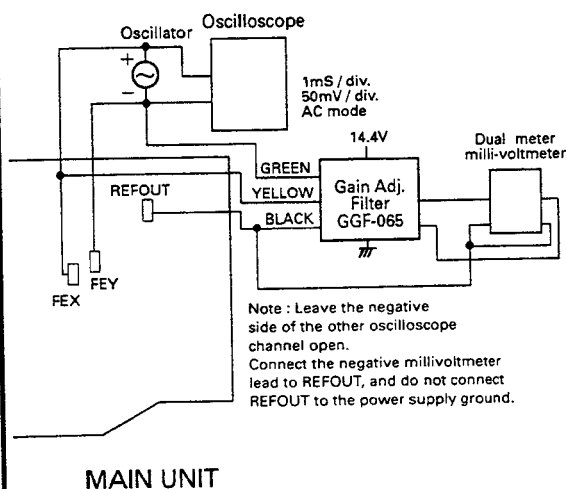 Oscillator
Oscilloscope
+
−
1mS / div.
50mV / div.
AC mode
14.4V
Dual meter
milli-voltmeter
GREEN
REFOUT
YELLOW
BLACK
Gain Adj.
Filter
GGF-065
FEX
FEY
Note : Leave the negative
side of the other oscilloscope
channel open.
Connect the negative millivoltmeter
lead to REFOUT, and do not connect
REFOUT to the power supply ground.
MAIN UNIT